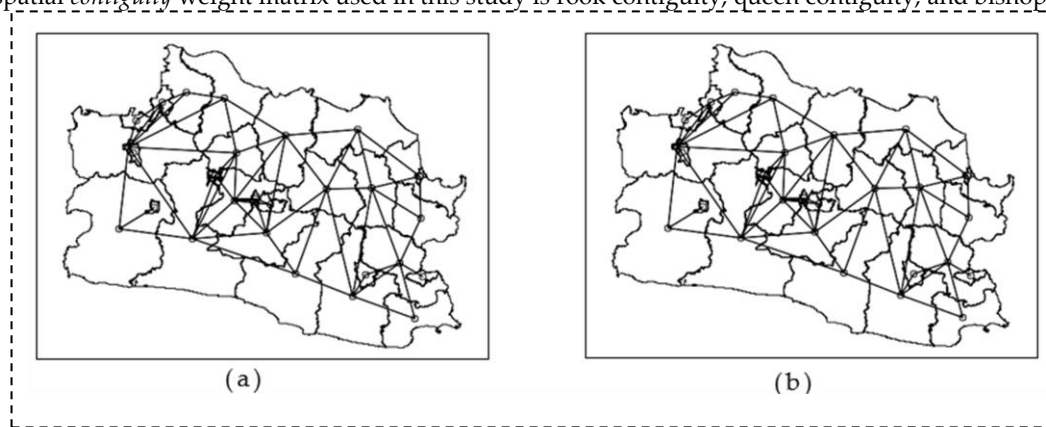 spatial contiguity weight matrix used in this study is rook contiguity, queen contiguity, and bishop
(a)
(b)